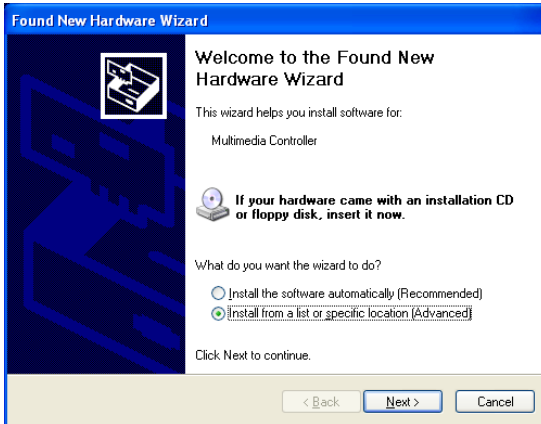 Found New Hardware Wizard
Welcome to the Found New
Hardware Wizard
This wizard helps you install software for:
Multimedia Controller
If your hardware came with an installation CD
or floppy disk, insert it now.
What do you want the wizard to do?
Install the software automatically (Recommended)
Install from a list or specific location (Advanced)
Click Next to continue.
< Back Next > Cancel